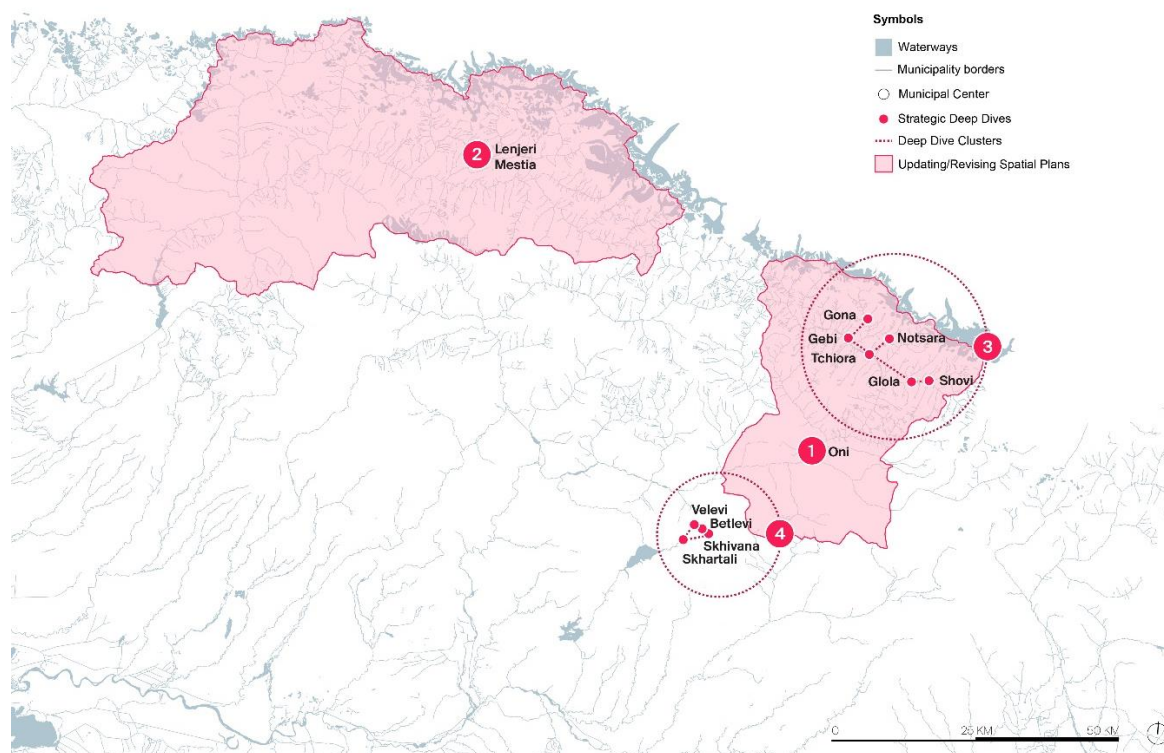 Symbols
Waterways
Municipality borders
Municipal Center
Strategic Deep Dives
Deep Dive Clusters
Updating/Revising Spatial Plans
2
Lenjeri
Mestia
Gona
Gebi
Notsara
3
Tchiora
Glola
Shovi
1
Oni
Velevi
Betlevi
4
Skhivana
Skhartali
0
25 KM
50 KM